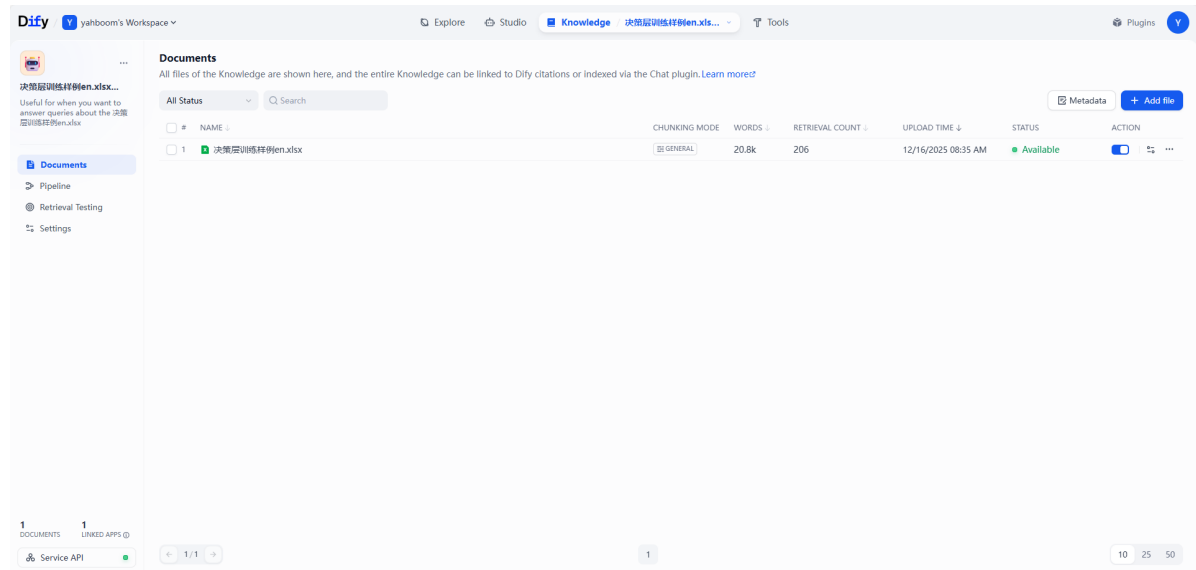 Dify Y yahboom's Workspace Explore Studio Knowledge 决策层训练样例en.xls... Tools Plugins Y
决策层训练样例en.xlsx...
Useful for when you want to
answer queries about the 决策
层训练样例en.xlsx
Documents
Pipeline
Retrieval Testing
Settings
1 1
DOCUMENTS LINKED APPS
Service API
Documents
All files of the Knowledge are shown here, and the entire Knowledge can be linked to Dify citations or indexed via the Chat plugin. Learn more
All Status Search Metadata + Add file
# NAME ↓ CHUNKING MODE WORDS ↓ RETRIEVAL COUNT ↓ UPLOAD TIME ↓ STATUS ACTION
1 决策层训练样例en.xlsx GENERAL 20.8k 206 12/16/2025 08:35 AM Available
← 1/1 → 1 10 25 50